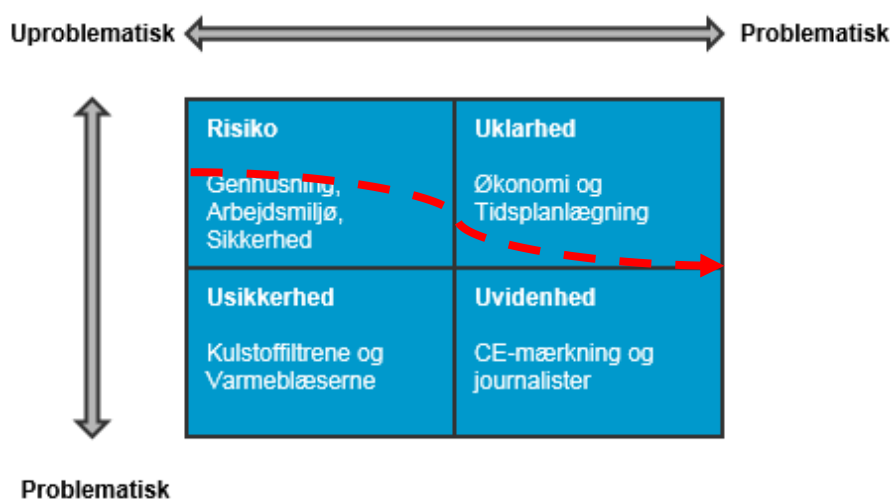 Uproblematisk
Problematisk
Risiko
Genhusning,
Arbejdsmiljø,
Sikkerhed
Uklarhed
Økonomi og
Tidsplanlægning
Usikkerhed
Kulstoffiltrene og
Varmeblæserne
Uvidenhed
CE-mærkning og
journalister
Problematisk